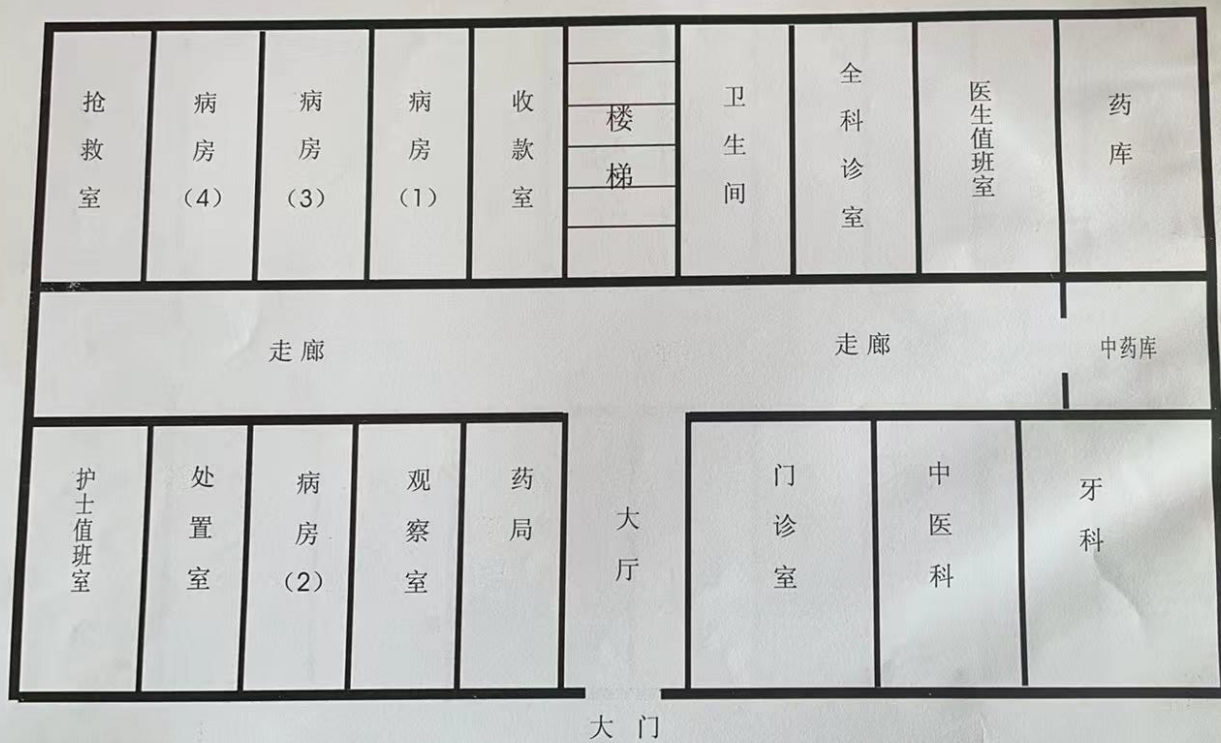 抢救室
病房（4）
病房（3）
病房（1）
收款室
楼梯
卫生间
全科诊室
医生值班室
药库
走廊
走廊
中药库
护士值班室
处置室
病房（2）
观察室
药局
大厅
门诊室
中医科
牙科
大门